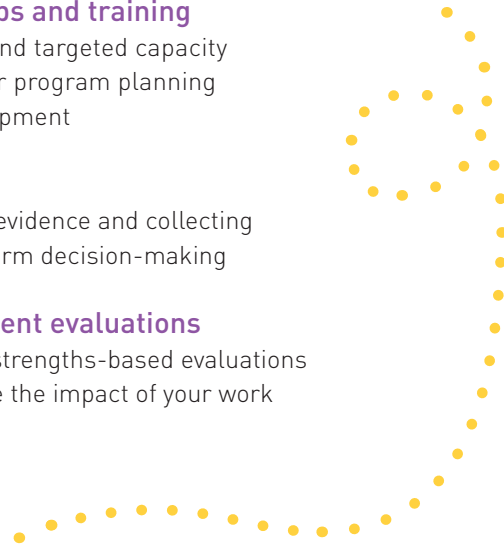 ps and training
nd targeted capacity
r program planning
pment
evidence and collecting
rm decision-making
ent evaluations
strengths-based evaluations
e the impact of your work